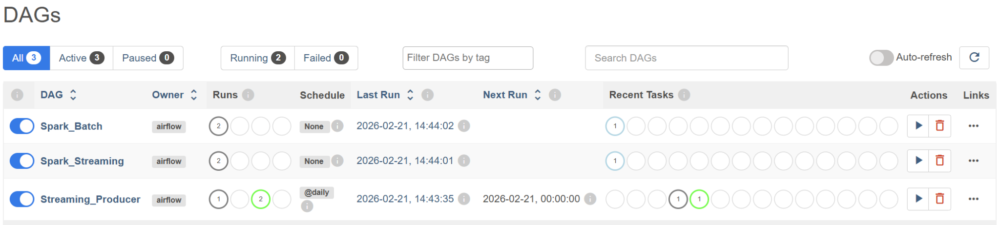 DAGs
All 3 Active 3 Paused 0 Running 2 Failed 0 Filter DAGs by tag Search DAGs Auto-refresh
i DAG Owner Runs i Schedule Last Run i Next Run i Recent Tasks i Actions Links
Spark_Batch airflow 2 None i 2026-02-21, 14:44:02 i 1
Spark_Streaming airflow 2 None i 2026-02-21, 14:44:01 i 1
Streaming_Producer airflow 1 2 @daily i 2026-02-21, 14:43:35 i 2026-02-21, 00:00:00 i 1 1